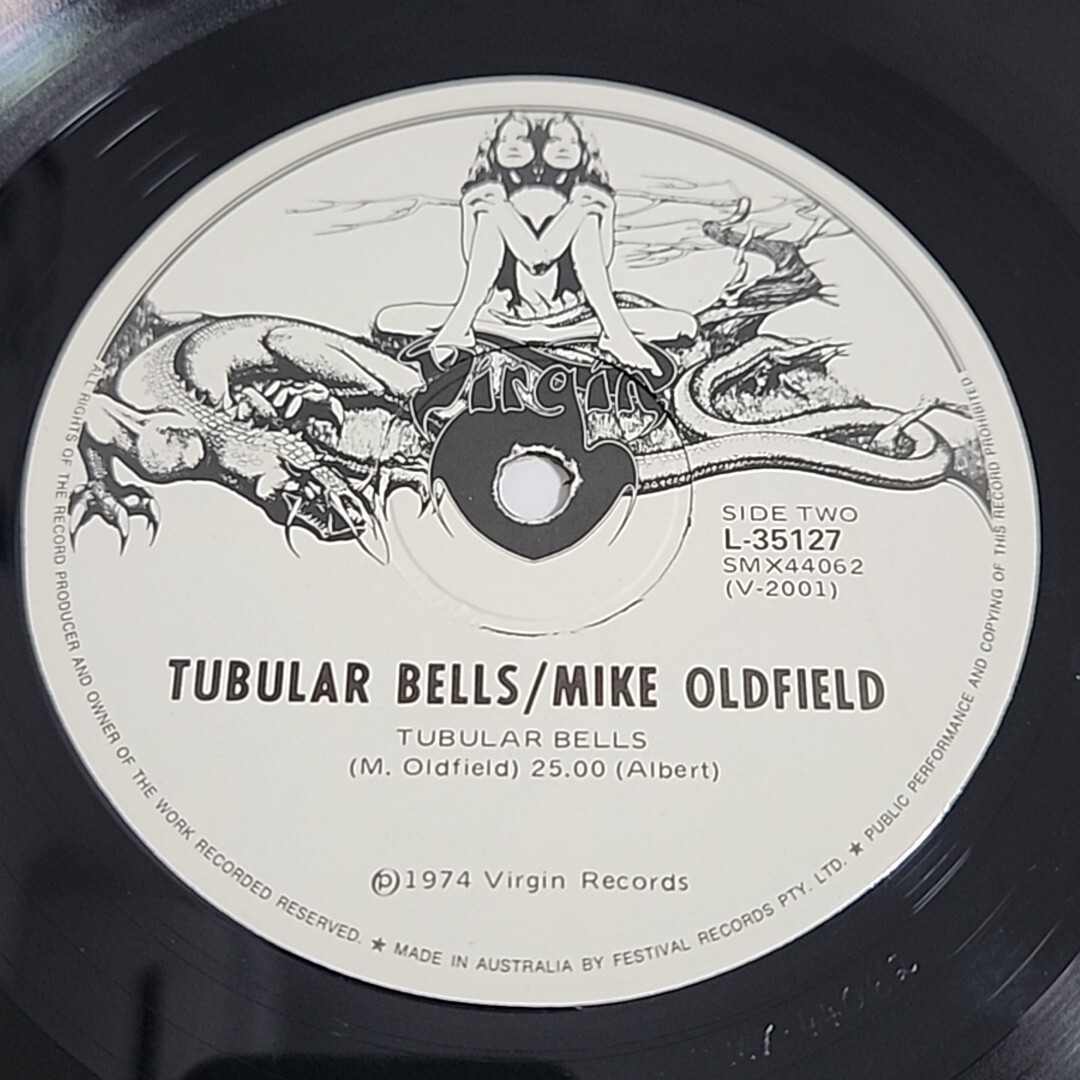 Virgin
SIDE TWO
L-35127
SMX44062
(V-2001)
TUBULAR BELLS/MIKE OLDFIELD
TUBULAR BELLS
(M. Oldfield) 25.00 (Albert)
℗1974 Virgin Records
ALL RIGHTS OF THE RECORD PRODUCER AND OWNER OF THE WORK RECORDED RESERVED. ★ MADE IN AUSTRALIA BY FESTIVAL RECORDS PTY. LTD. ★ PUBLIC PERFORMANCE AND COPYING OF THIS RECORD PROHIBITED